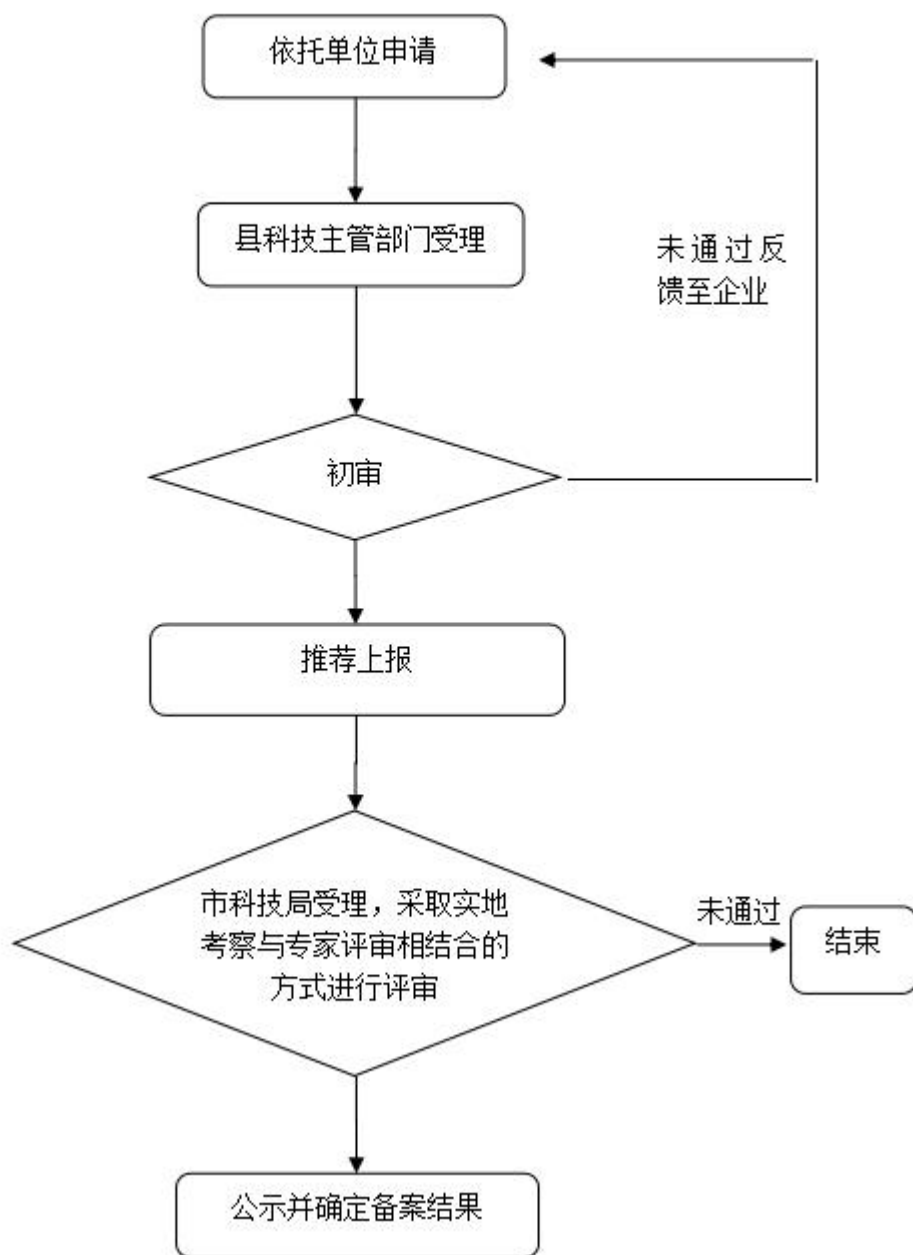 依托单位申请
县科技主管部门受理
未通过反
馈至企业
初审
推荐上报
市科技局受理，采取实地
考察与专家评审相结合的
方式进行评审
未通过
结束
公示并确定备案结果